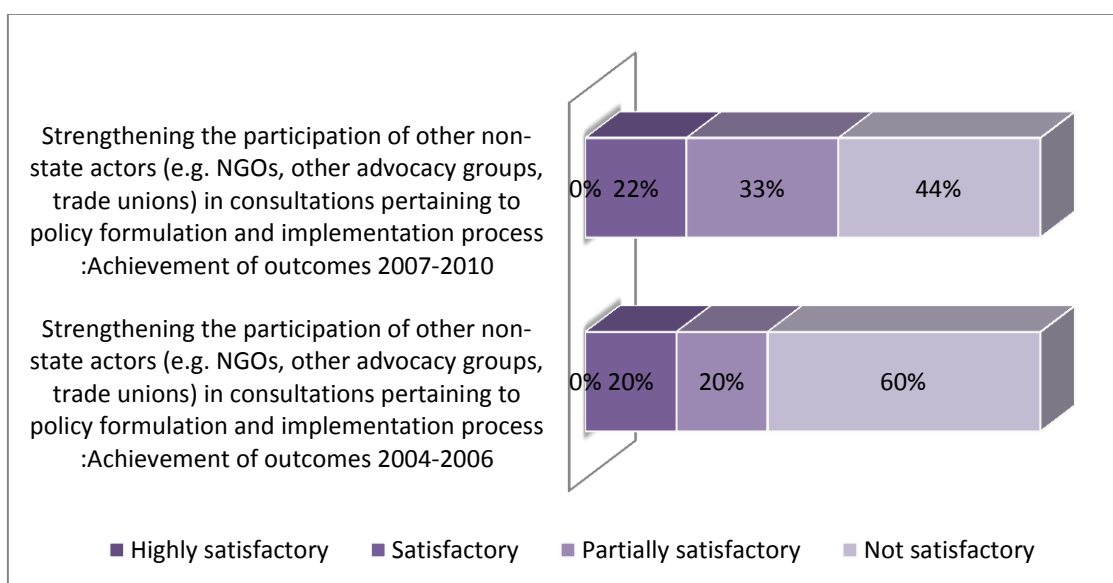 Strengthening the participation of other non-
state actors (e.g. NGOs, other advocacy groups,
trade unions) in consultations pertaining to
policy formulation and implementation process
:Achievement of outcomes 2007-2010
0% 22% 33% 44%
Strengthening the participation of other non-
state actors (e.g. NGOs, other advocacy groups,
trade unions) in consultations pertaining to
policy formulation and implementation process
:Achievement of outcomes 2004-2006
0% 20% 20% 60%
Highly satisfactory Satisfactory Partially satisfactory Not satisfactory